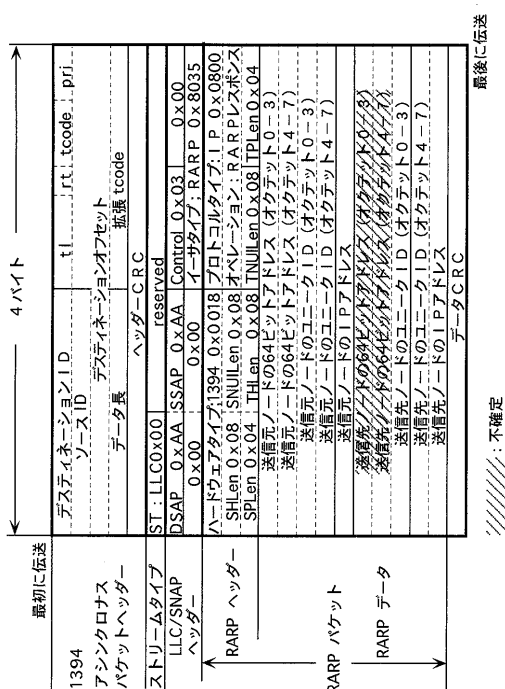 4バイト
最初に伝送
1394
アシンクロナス
パケットヘッダー
デスティネーションID tl rt tcode pri
ソースID
デスティネーションオフセット
データ長 拡張 tcode
ヘッダーCRC
ストリームタイプ
ST:LLC0x00 reserved
LLC/SNAP
ヘッダー
DSAP 0xAA SSAP 0xAA Control 0x03 0x00
0x00 0x00 イーサタイプ;RARP 0x8035
RARP ヘッダー
ハードウェアタイプ;1394 0x0018 プロトコルタイプ:IP 0x0800
SHLen 0x08 SNUILen 0x08 オペレーション:RARPレスポンス
SPLen 0x04 THLen 0x08 TNUILen 0x08 TPLen 0x04
RARP パケット
RARP データ
送信元ノードの64ビットアドレス(オクテット0-3)
送信元ノードの64ビットアドレス(オクテット4-7)
送信元ノードのユニークID(オクテット0-3)
送信元ノードのユニークID(オクテット4-7)
送信元ノードのIPアドレス
送信先ノードの64ビットアドレス(オクテット0-3)
送信先ノードの64ビットアドレス(オクテット4-7)
送信先ノードのユニークID(オクテット0-3)
送信先ノードのユニークID(オクテット4-7)
送信先ノードのIPアドレス
データCRC
最後に伝送
:不確定